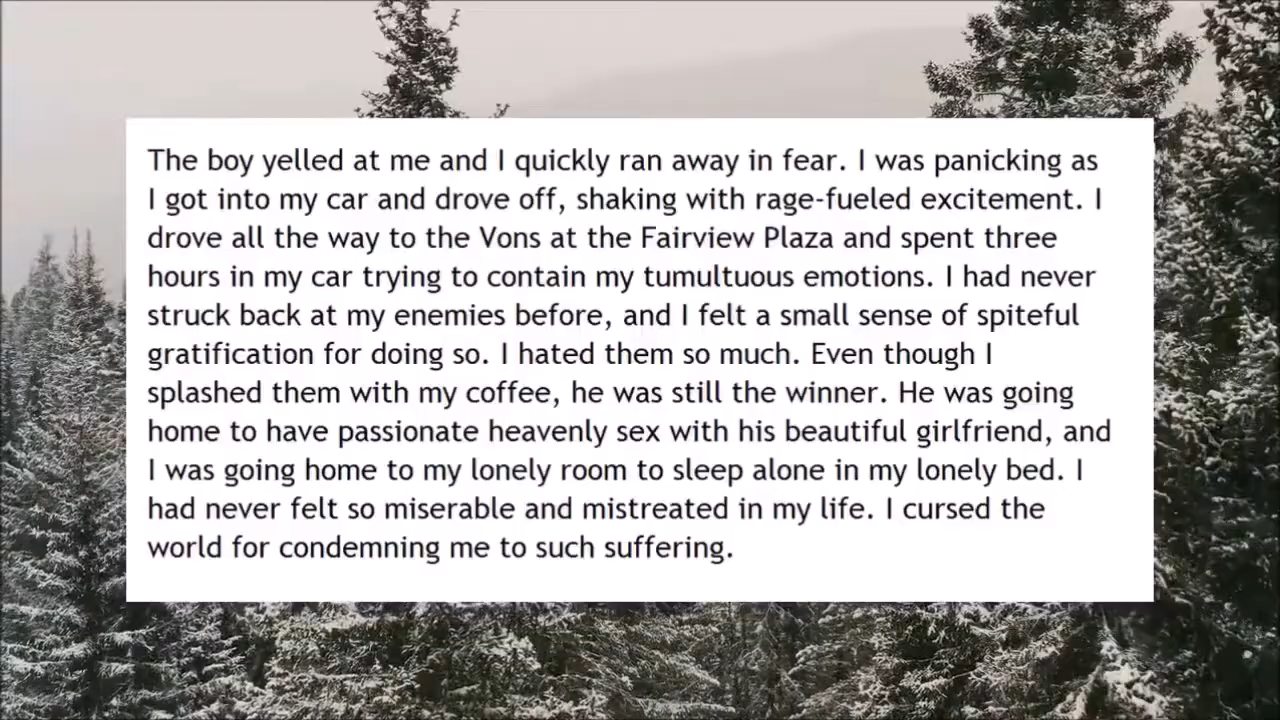 The boy yelled at me and I quickly ran away in fear. I was panicking as
I got into my car and drove off, shaking with rage-fueled excitement. I
drove all the way to the Vons at the Fairview Plaza and spent three
hours in my car trying to contain my tumultuous emotions. I had never
struck back at my enemies before, and I felt a small sense of spiteful
gratification for doing so. I hated them so much. Even though I
splashed them with my coffee, he was still the winner. He was going
home to have passionate heavenly sex with his beautiful girlfriend, and
I was going home to my lonely room to sleep alone in my lonely bed. I
had never felt so miserable and mistreated in my life. I cursed the
world for condemning me to such suffering.